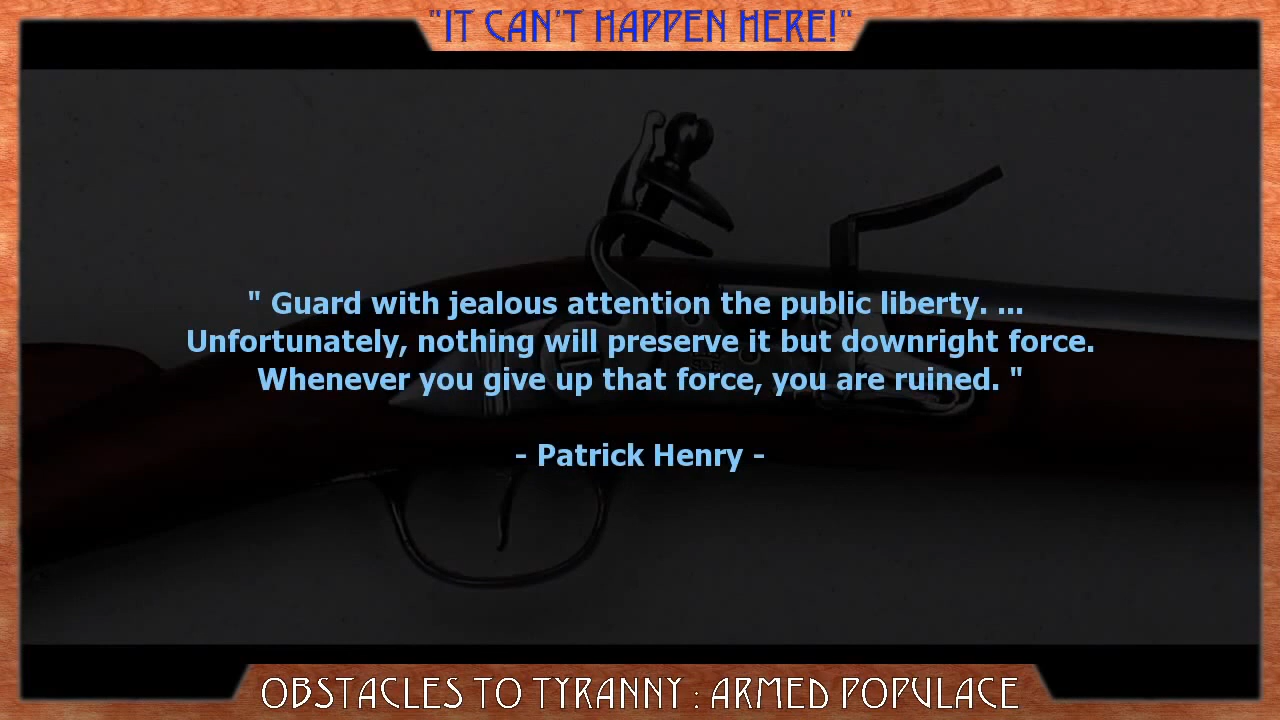 "IT CAN'T HAPPEN HERE!"
" Guard with jealous attention the public liberty. ...
Unfortunately, nothing will preserve it but downright force.
Whenever you give up that force, you are ruined. "
- Patrick Henry -
OBSTACLES TO TYRANNY : ARMED POPULACE